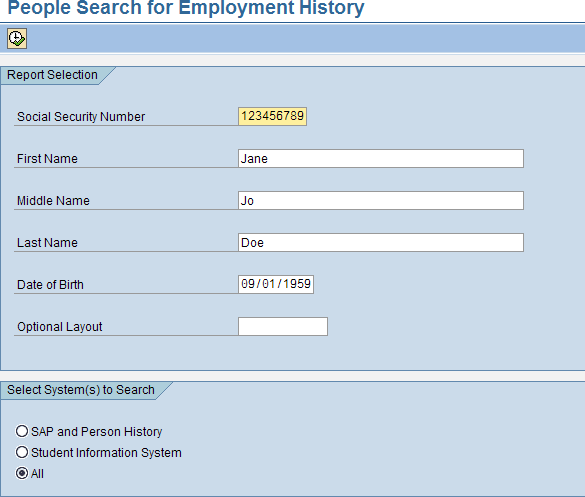 People Search for Employment History
Report Selection
Social Security Number 123456789
First Name Jane
Middle Name Jo
Last Name Doe
Date of Birth 09/01/1959
Optional Layout
Select System(s) to Search
SAP and Person History
Student Information System
All